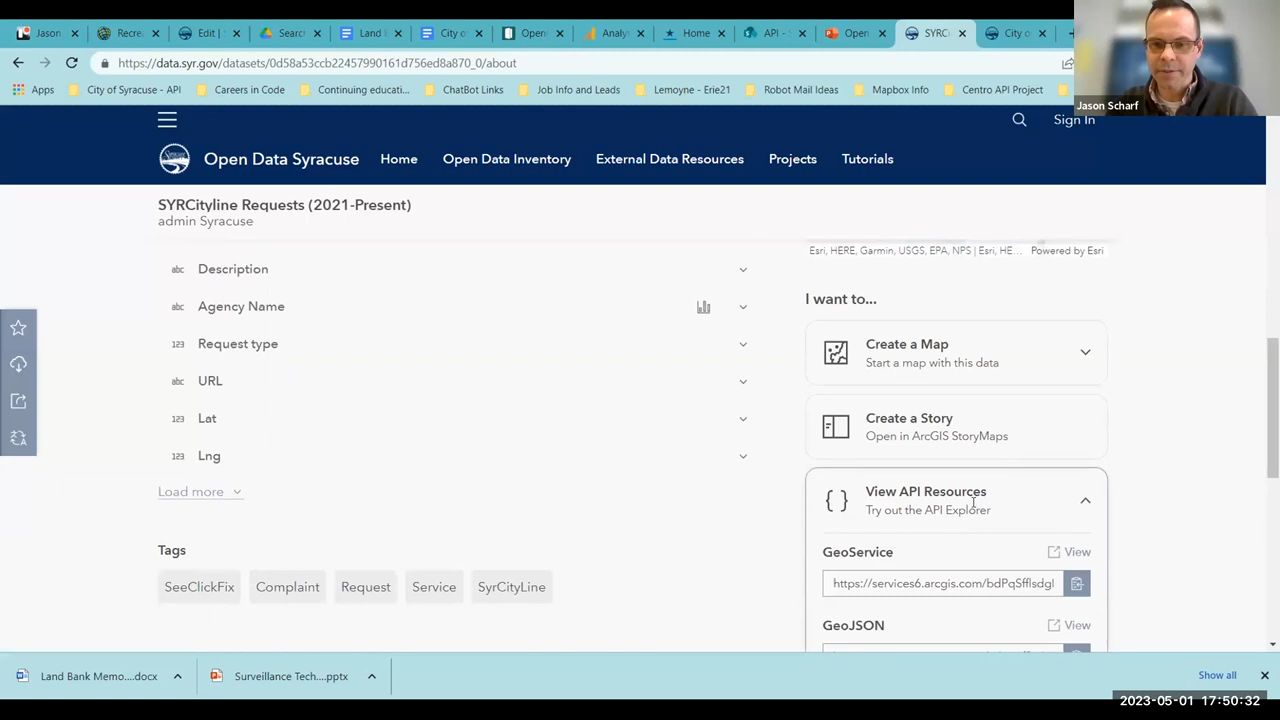 Jason
Recrea
Edit |
Search
Land I
City o
Open
Analyt
Home
API - S
Open
SYRC
City o
https://data.syr.gov/datasets/0d58a53ccb22457990161d756ed8a870_0/about
Apps
City of Syracuse - API
Careers in Code
Continuing educati...
ChatBot Links
Job Info and Leads
Lemoyne - Erie21
Robot Mail Ideas
Mapbox Info
Centro API Project
Jason Scharf
Sign In
Open Data Syracuse
Home
Open Data Inventory
External Data Resources
Projects
Tutorials
SYRCityline Requests (2021-Present)
admin Syracuse
Esri, HERE, Garmin, USGS, EPA, NPS | Esri, HE...
Powered by Esri
abc Description
abc Agency Name
123 Request type
abc URL
123 Lat
123 Lng
Load more
Tags
SeeClickFix
Complaint
Request
Service
SyrCityLine
I want to...
Create a Map
Start a map with this data
Create a Story
Open in ArcGIS StoryMaps
{ } View API Resources
Try out the API Explorer
GeoService
View
https://services6.arcgis.com/bdPqSfflsdgl
GeoJSON
View
Land Bank Memo....docx
Surveillance Tech....pptx
Show all
2023-05-01 17:50:32